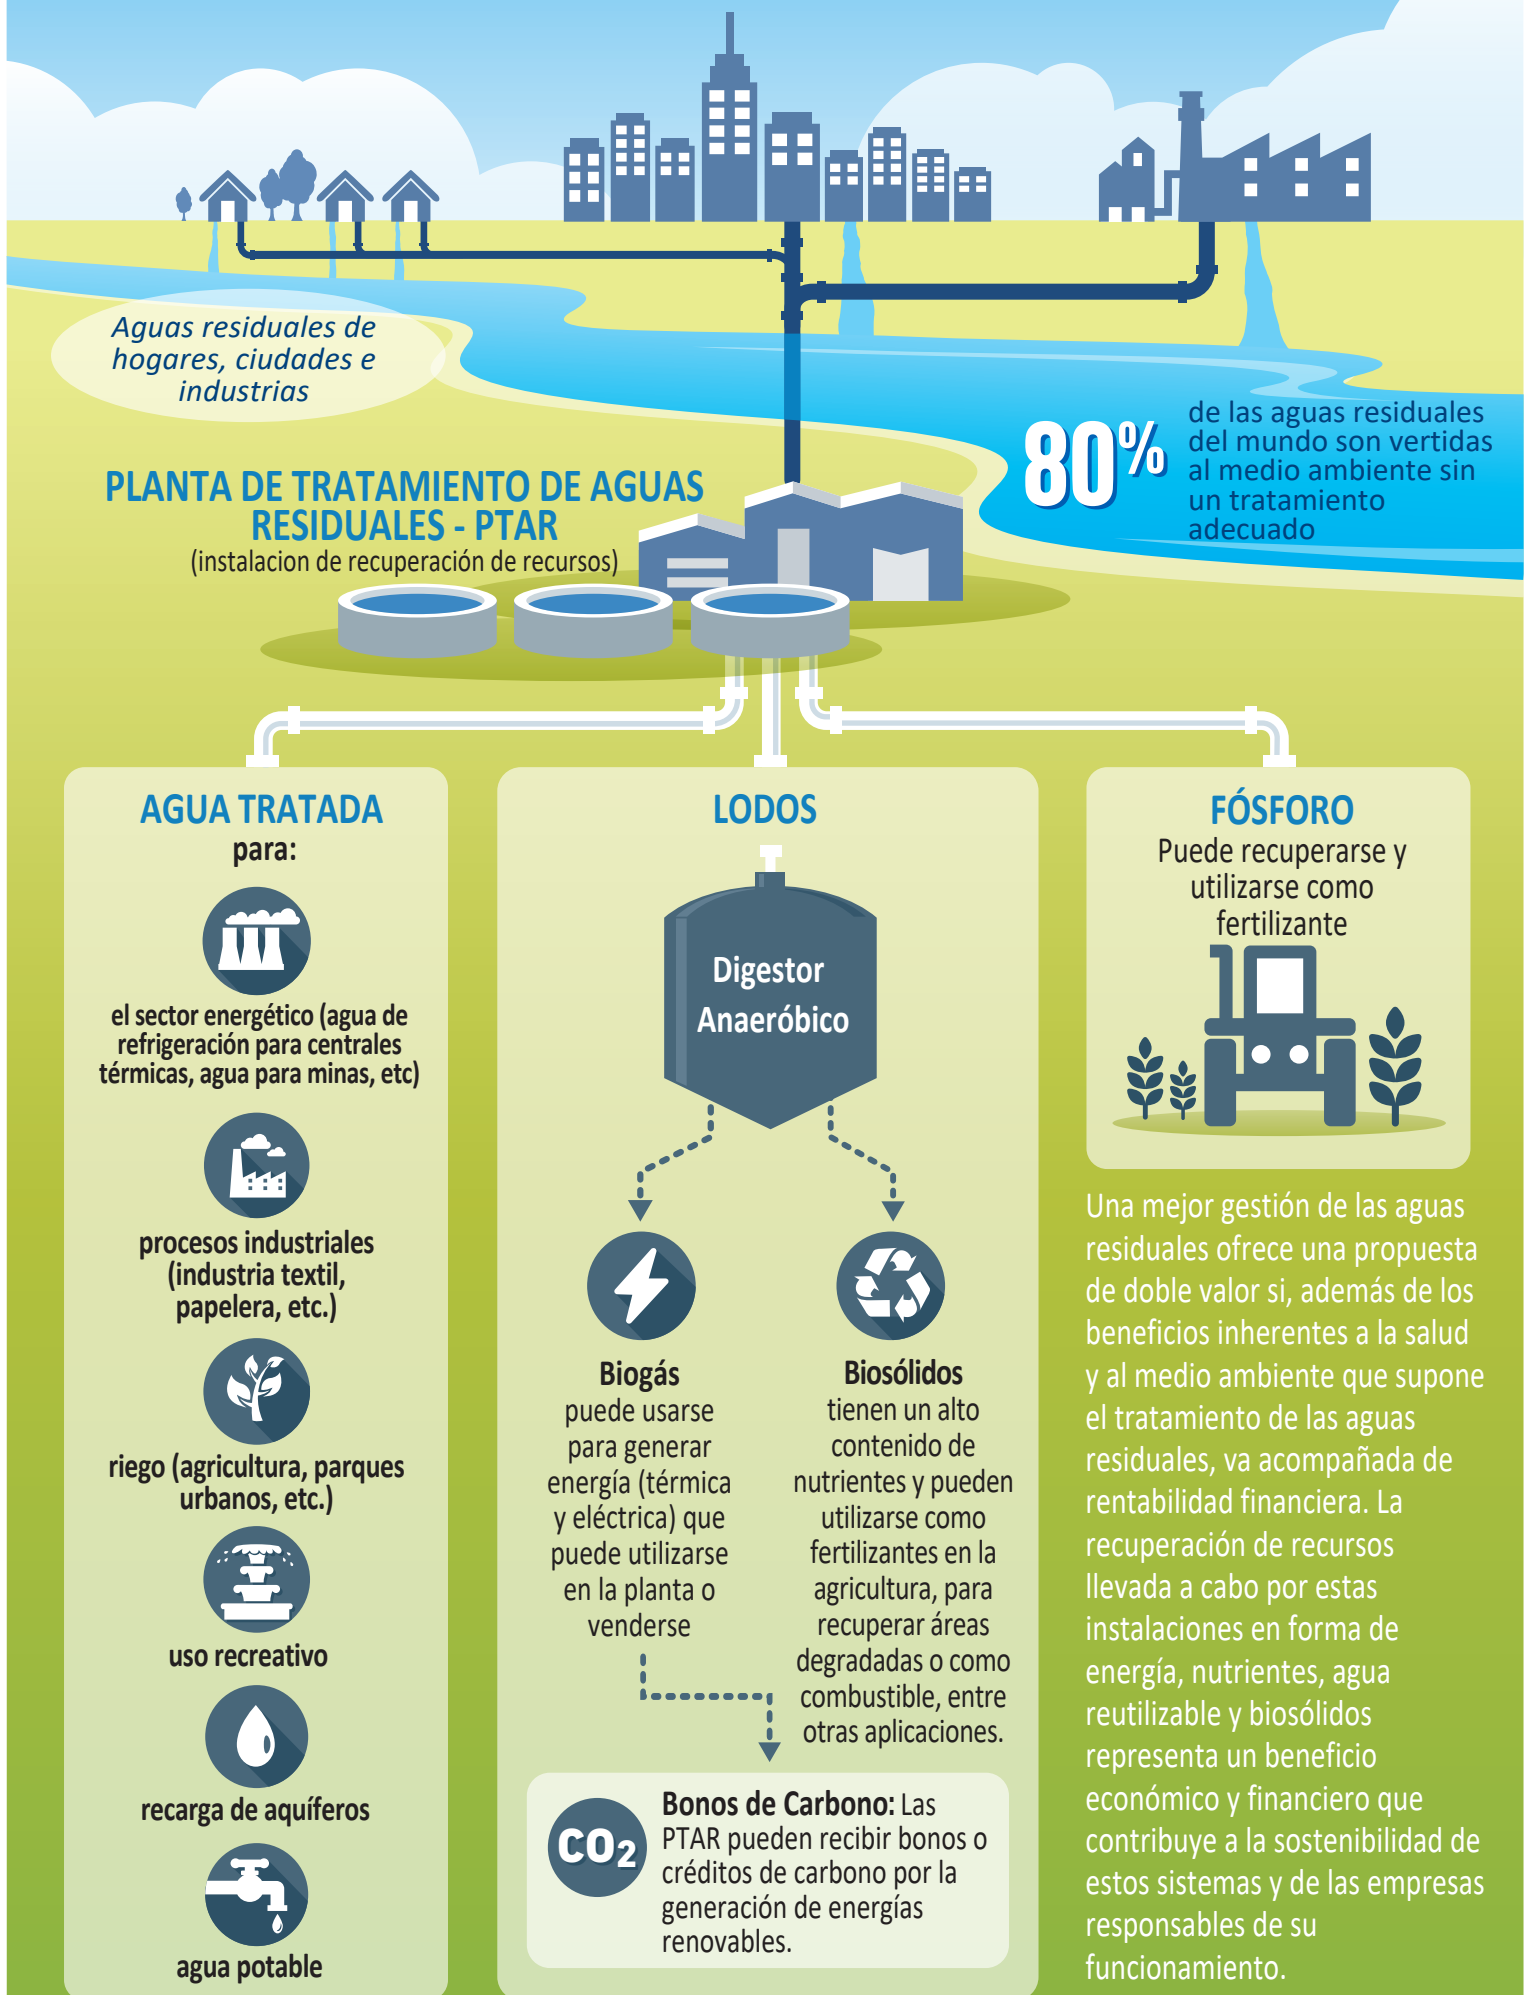 Aguas residuales de
hogares, ciudades e
industrias
80%
de las aguas residuales
del mundo son vertidas
al medio ambiente sin
un tratamiento
adecuado
PLANTA DE TRATAMIENTO DE AGUAS
RESIDUALES - PTAR
(instalacion de recuperación de recursos)
AGUA TRATADA
para:
el sector energético (agua de
refrigeración para centrales
térmicas, agua para minas, etc)
procesos industriales
(industria textil,
papelera, etc.)
riego (agricultura, parques
urbanos, etc.)
uso recreativo
recarga de aquíferos
agua potable
LODOS
Digestor
Anaeróbico
Biogás
puede usarse
para generar
energía (térmica
y eléctrica) que
puede utilizarse
en la planta o
venderse
Biosólidos
tienen un alto
contenido de
nutrientes y pueden
utilizarse como
fertilizantes en la
agricultura, para
recuperar áreas
degradadas o como
combustible, entre
otras aplicaciones.
CO2
Bonos de Carbono: Las
PTAR pueden recibir bonos o
créditos de carbono por la
generación de energías
renovables.
FÓSFORO
Puede recuperarse y
utilizarse como
fertilizante
Una mejor gestión de las aguas
residuales ofrece una propuesta
de doble valor si, además de los
beneficios inherentes a la salud
y al medio ambiente que supone
el tratamiento de las aguas
residuales, va acompañada de
rentabilidad financiera. La
recuperación de recursos
llevada a cabo por estas
instalaciones en forma de
energía, nutrientes, agua
reutilizable y biosólidos
representa un beneficio
económico y financiero que
contribuye a la sostenibilidad de
estos sistemas y de las empresas
responsables de su
funcionamiento.